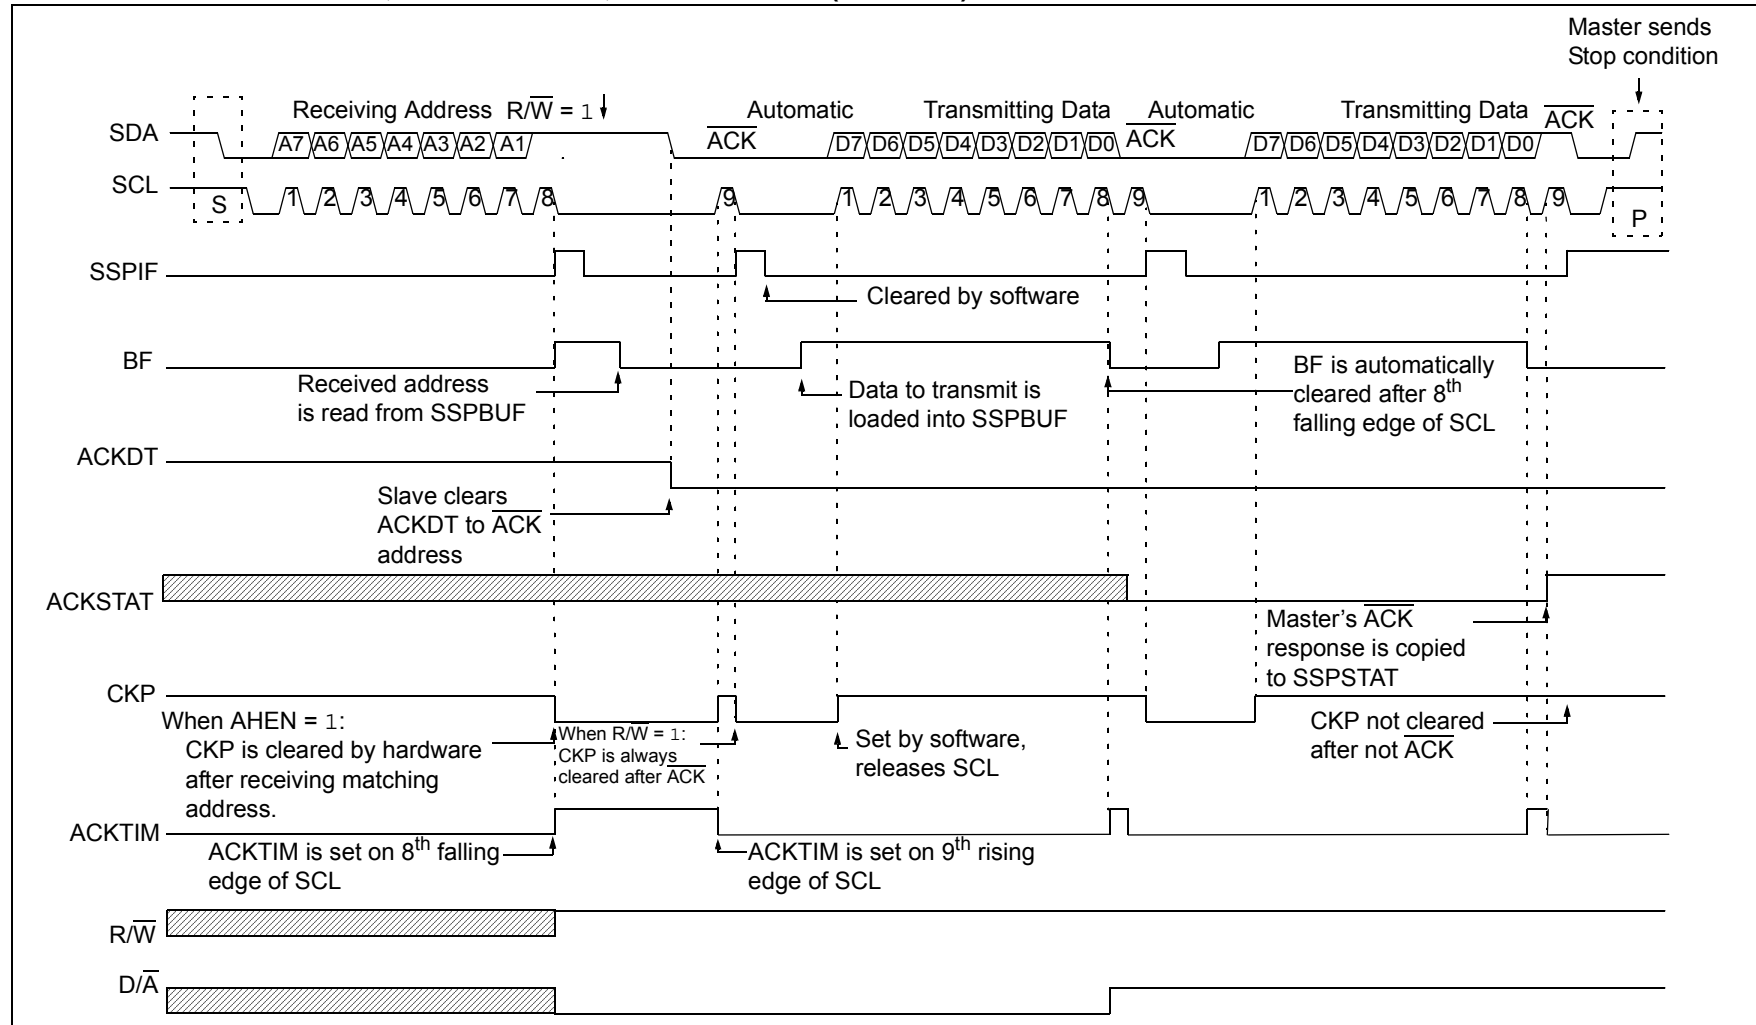 Master sends
Stop condition
Receiving Address R/W̅ = 1
Automatic
Transmitting Data
Automatic
Transmitting Data
A̅C̅K̅
SDA
A7 A6 A5 A4 A3 A2 A1
A̅C̅K̅
D7 D6 D5 D4 D3 D2 D1 D0
A̅C̅K̅
D7 D6 D5 D4 D3 D2 D1 D0
SCL
S
1 2 3 4 5 6 7 8
9
1 2 3 4 5 6 7 8 9
1 2 3 4 5 6 7 8 9
P
SSPIF
Cleared by software
BF
Received address
is read from SSPBUF
Data to transmit is
loaded into SSPBUF
BF is automatically
cleared after 8th
falling edge of SCL
ACKDT
Slave clears
ACKDT to A̅C̅K̅
address
ACKSTAT
Master's A̅C̅K̅
response is copied
to SSPSTAT
CKP
When AHEN = 1:
CKP is cleared by hardware
after receiving matching
address.
When R/W̅ = 1:
CKP is always
cleared after A̅C̅K̅
Set by software,
releases SCL
CKP not cleared
after not A̅C̅K̅
ACKTIM
ACKTIM is set on 8th falling
edge of SCL
ACKTIM is set on 9th rising
edge of SCL
R/W̅
D/A̅